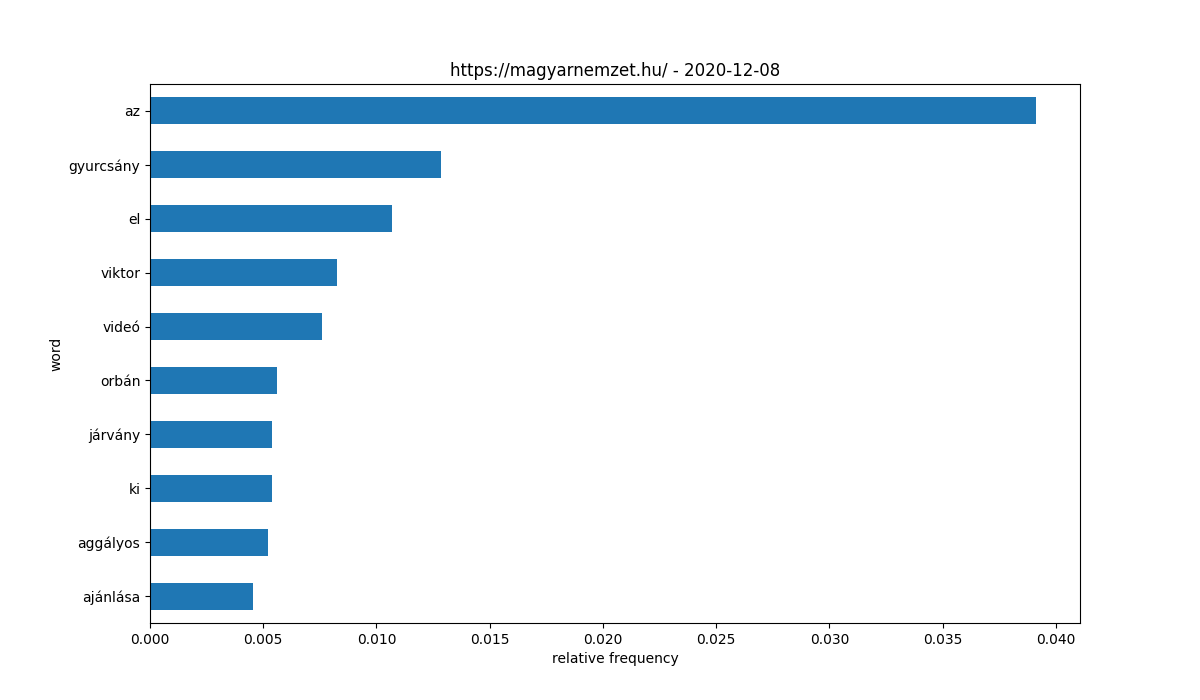 https://magyarnemzet.hu/ - 2020-12-08
az
gyurcsány
el
viktor
videó
orbán
járvány
ki
aggályos
ajánlása
word
0.000 0.005 0.010 0.015 0.020 0.025 0.030 0.035 0.040
relative frequency